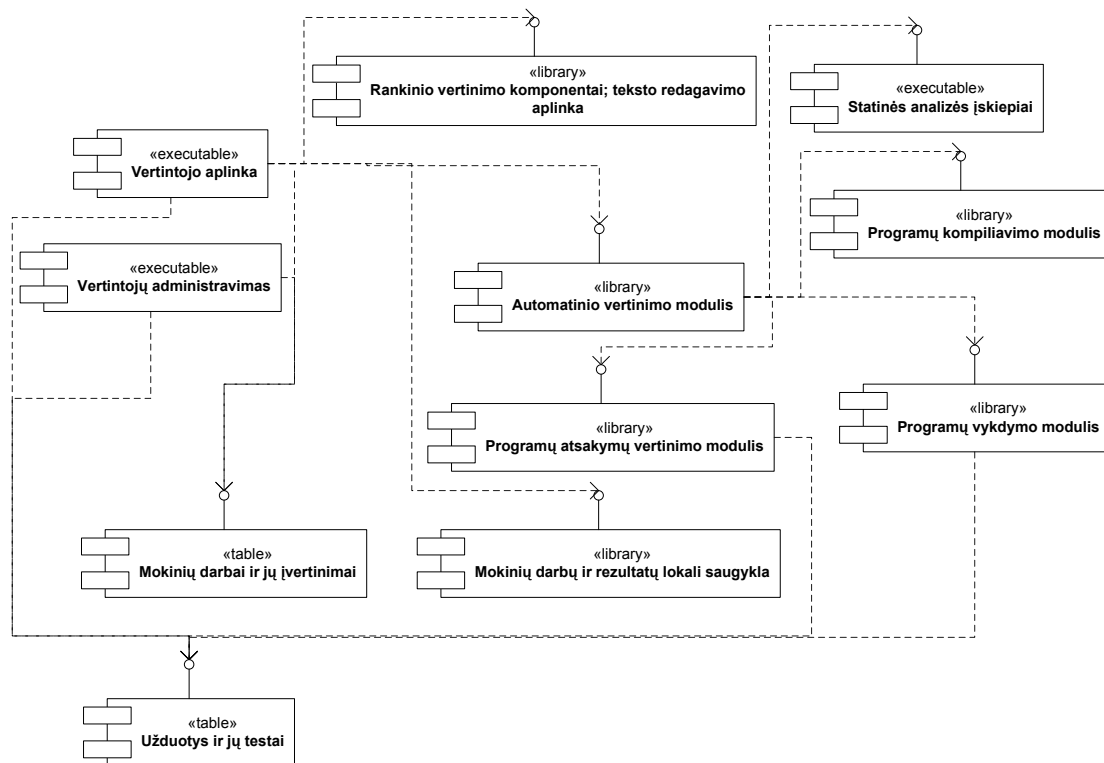 «library»
Rankinio vertinimo komponentai; teksto redagavimo
aplinka
«executable»
Statinės analizės įskiepiai
«executable»
Vertintojo aplinka
«library»
Programų kompiliavimo modulis
«executable»
Vertintojų administravimas
«library»
Automatinio vertinimo modulis
«library»
Programų vykdymo modulis
«library»
Programų atsakymų vertinimo modulis
«table»
Mokinių darbai ir jų įvertinimai
«library»
Mokinių darbų ir rezultatų lokali saugykla
«table»
Užduotys ir jų testai